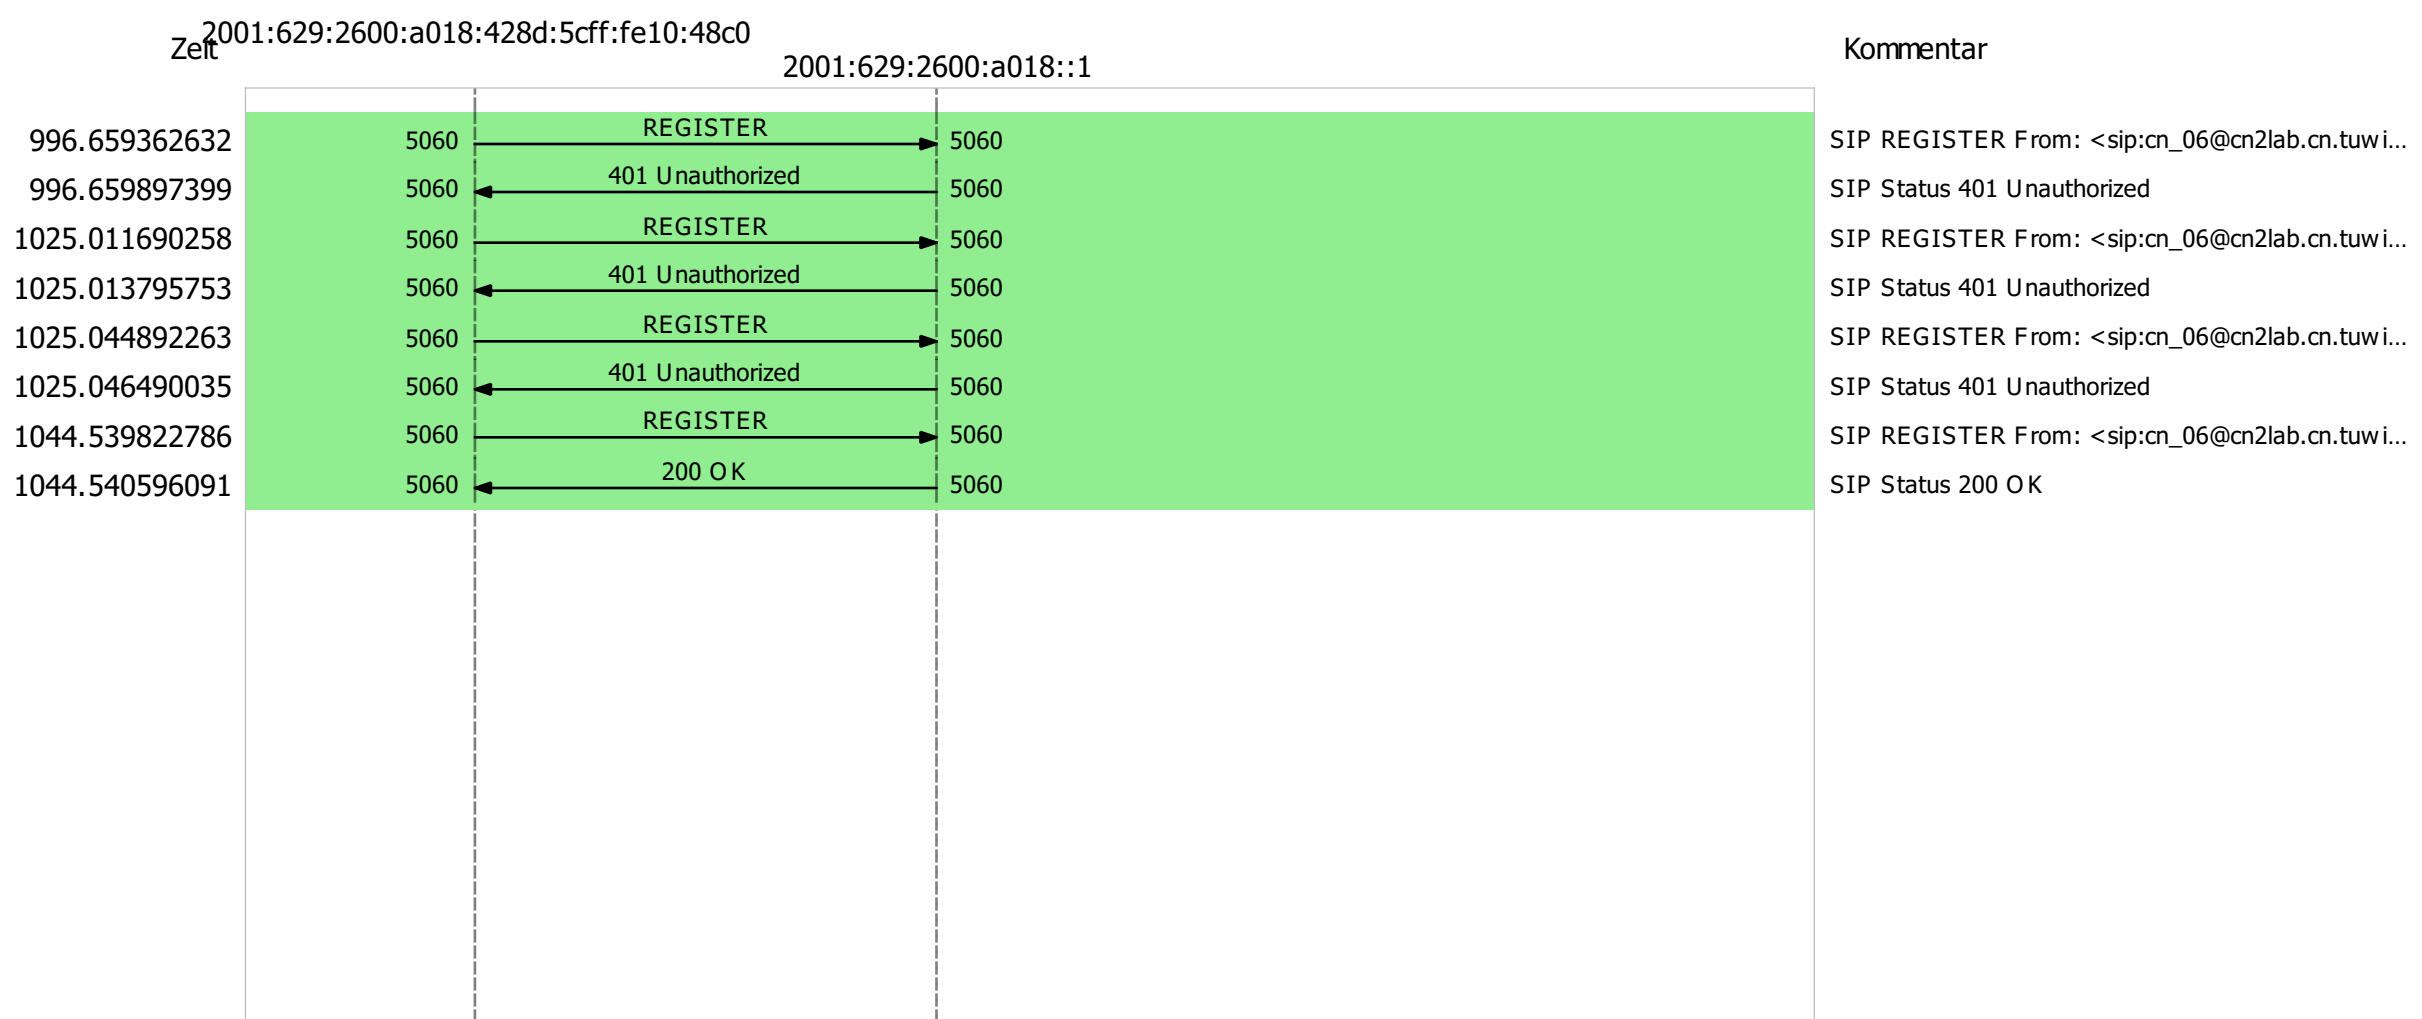 Zeit 2001:629:2600:a018:428d:5cff:fe10:48c0
2001:629:2600:a018::1
Kommentar
996.659362632 5060 REGISTER 5060 SIP REGISTER From: <sip:cn_06@cn2lab.cn.tuwi...
996.659897399 5060 401 Unauthorized 5060 SIP Status 401 Unauthorized
1025.011690258 5060 REGISTER 5060 SIP REGISTER From: <sip:cn_06@cn2lab.cn.tuwi...
1025.013795753 5060 401 Unauthorized 5060 SIP Status 401 Unauthorized
1025.044892263 5060 REGISTER 5060 SIP REGISTER From: <sip:cn_06@cn2lab.cn.tuwi...
1025.046490035 5060 401 Unauthorized 5060 SIP Status 401 Unauthorized
1044.539822786 5060 REGISTER 5060 SIP REGISTER From: <sip:cn_06@cn2lab.cn.tuwi...
1044.540596091 5060 200 OK 5060 SIP Status 200 OK